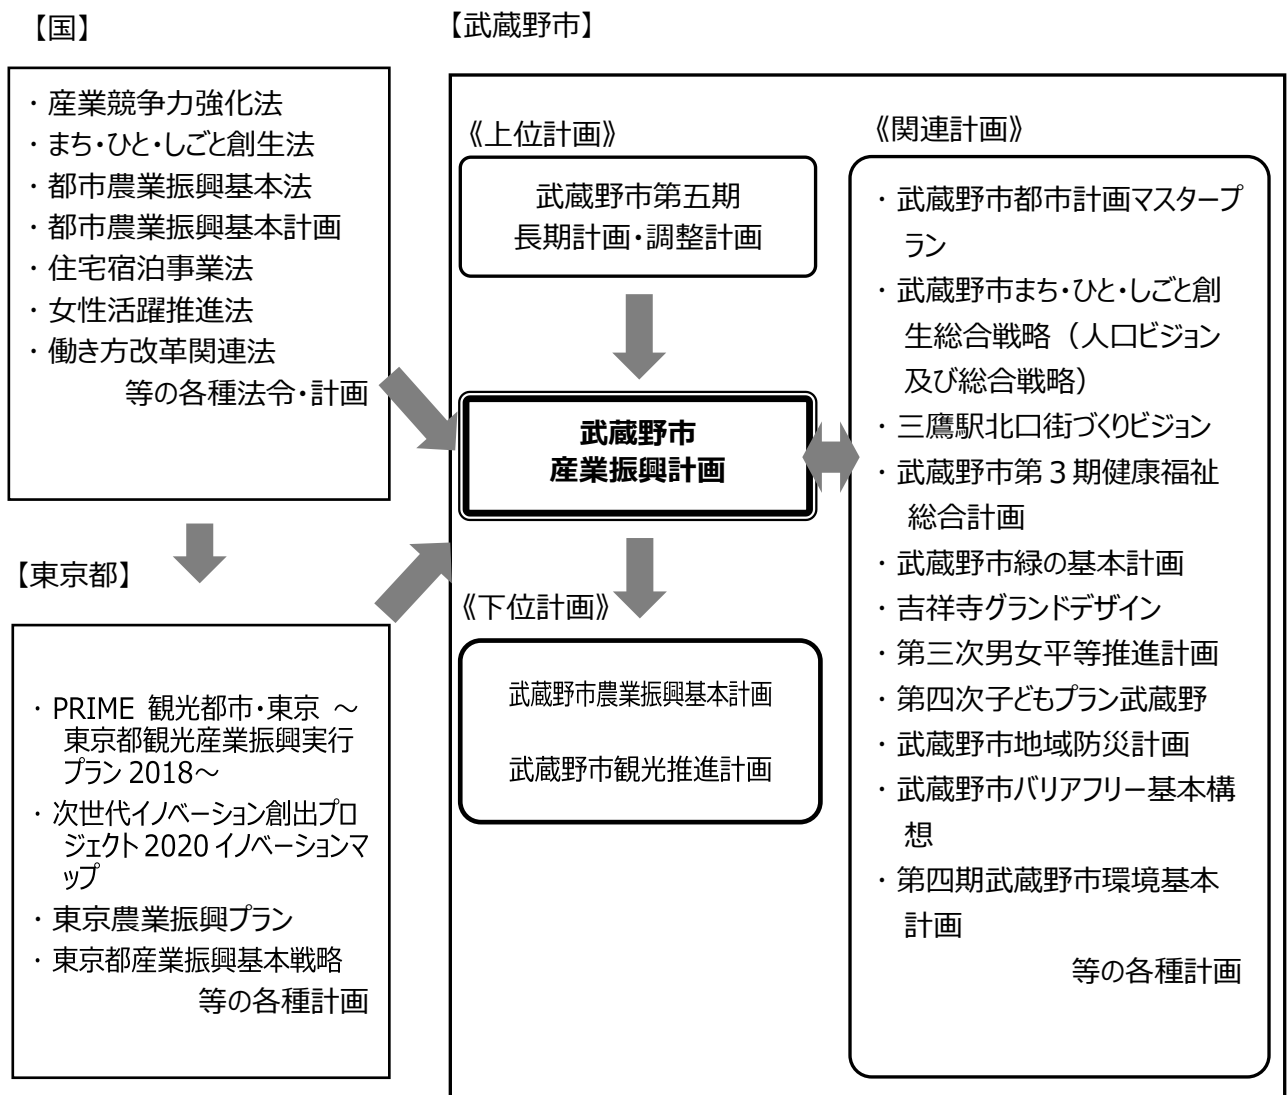 【国】
・産業競争力強化法
・まち・ひと・しごと創生法
・都市農業振興基本法
・都市農業振興基本計画
・住宅宿泊事業法
・女性活躍推進法
・働き方改革関連法
等の各種法令・計画
【東京都】
・PRIME 観光都市・東京 ～
東京都観光産業振興実行
プラン 2018～
・次世代イノベーション創出プロ
ジェクト 2020 イノベーションマ
ップ
・東京農業振興プラン
・東京都産業振興基本戦略
等の各種計画
【武蔵野市】
《上位計画》
武蔵野市第五期
長期計画・調整計画
武蔵野市
産業振興計画
《下位計画》
武蔵野市農業振興基本計画
武蔵野市観光推進計画
《関連計画》
・武蔵野市都市計画マスタープ
ラン
・武蔵野市まち・ひと・しごと創
生総合戦略（人口ビジョン
及び総合戦略）
・三鷹駅北口街づくりビジョン
・武蔵野市第３期健康福祉
総合計画
・武蔵野市緑の基本計画
・吉祥寺グランドデザイン
・第三次男女平等推進計画
・第四次子どもプラン武蔵野
・武蔵野市地域防災計画
・武蔵野市バリアフリー基本構
想
・第四期武蔵野市環境基本
計画
等の各種計画